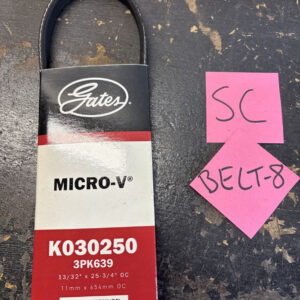 Gates
MICRO-V®
K030250
3PK639
13/32" x 25-3/4" OC
11mm x 654mm OC
SC
BELT-8